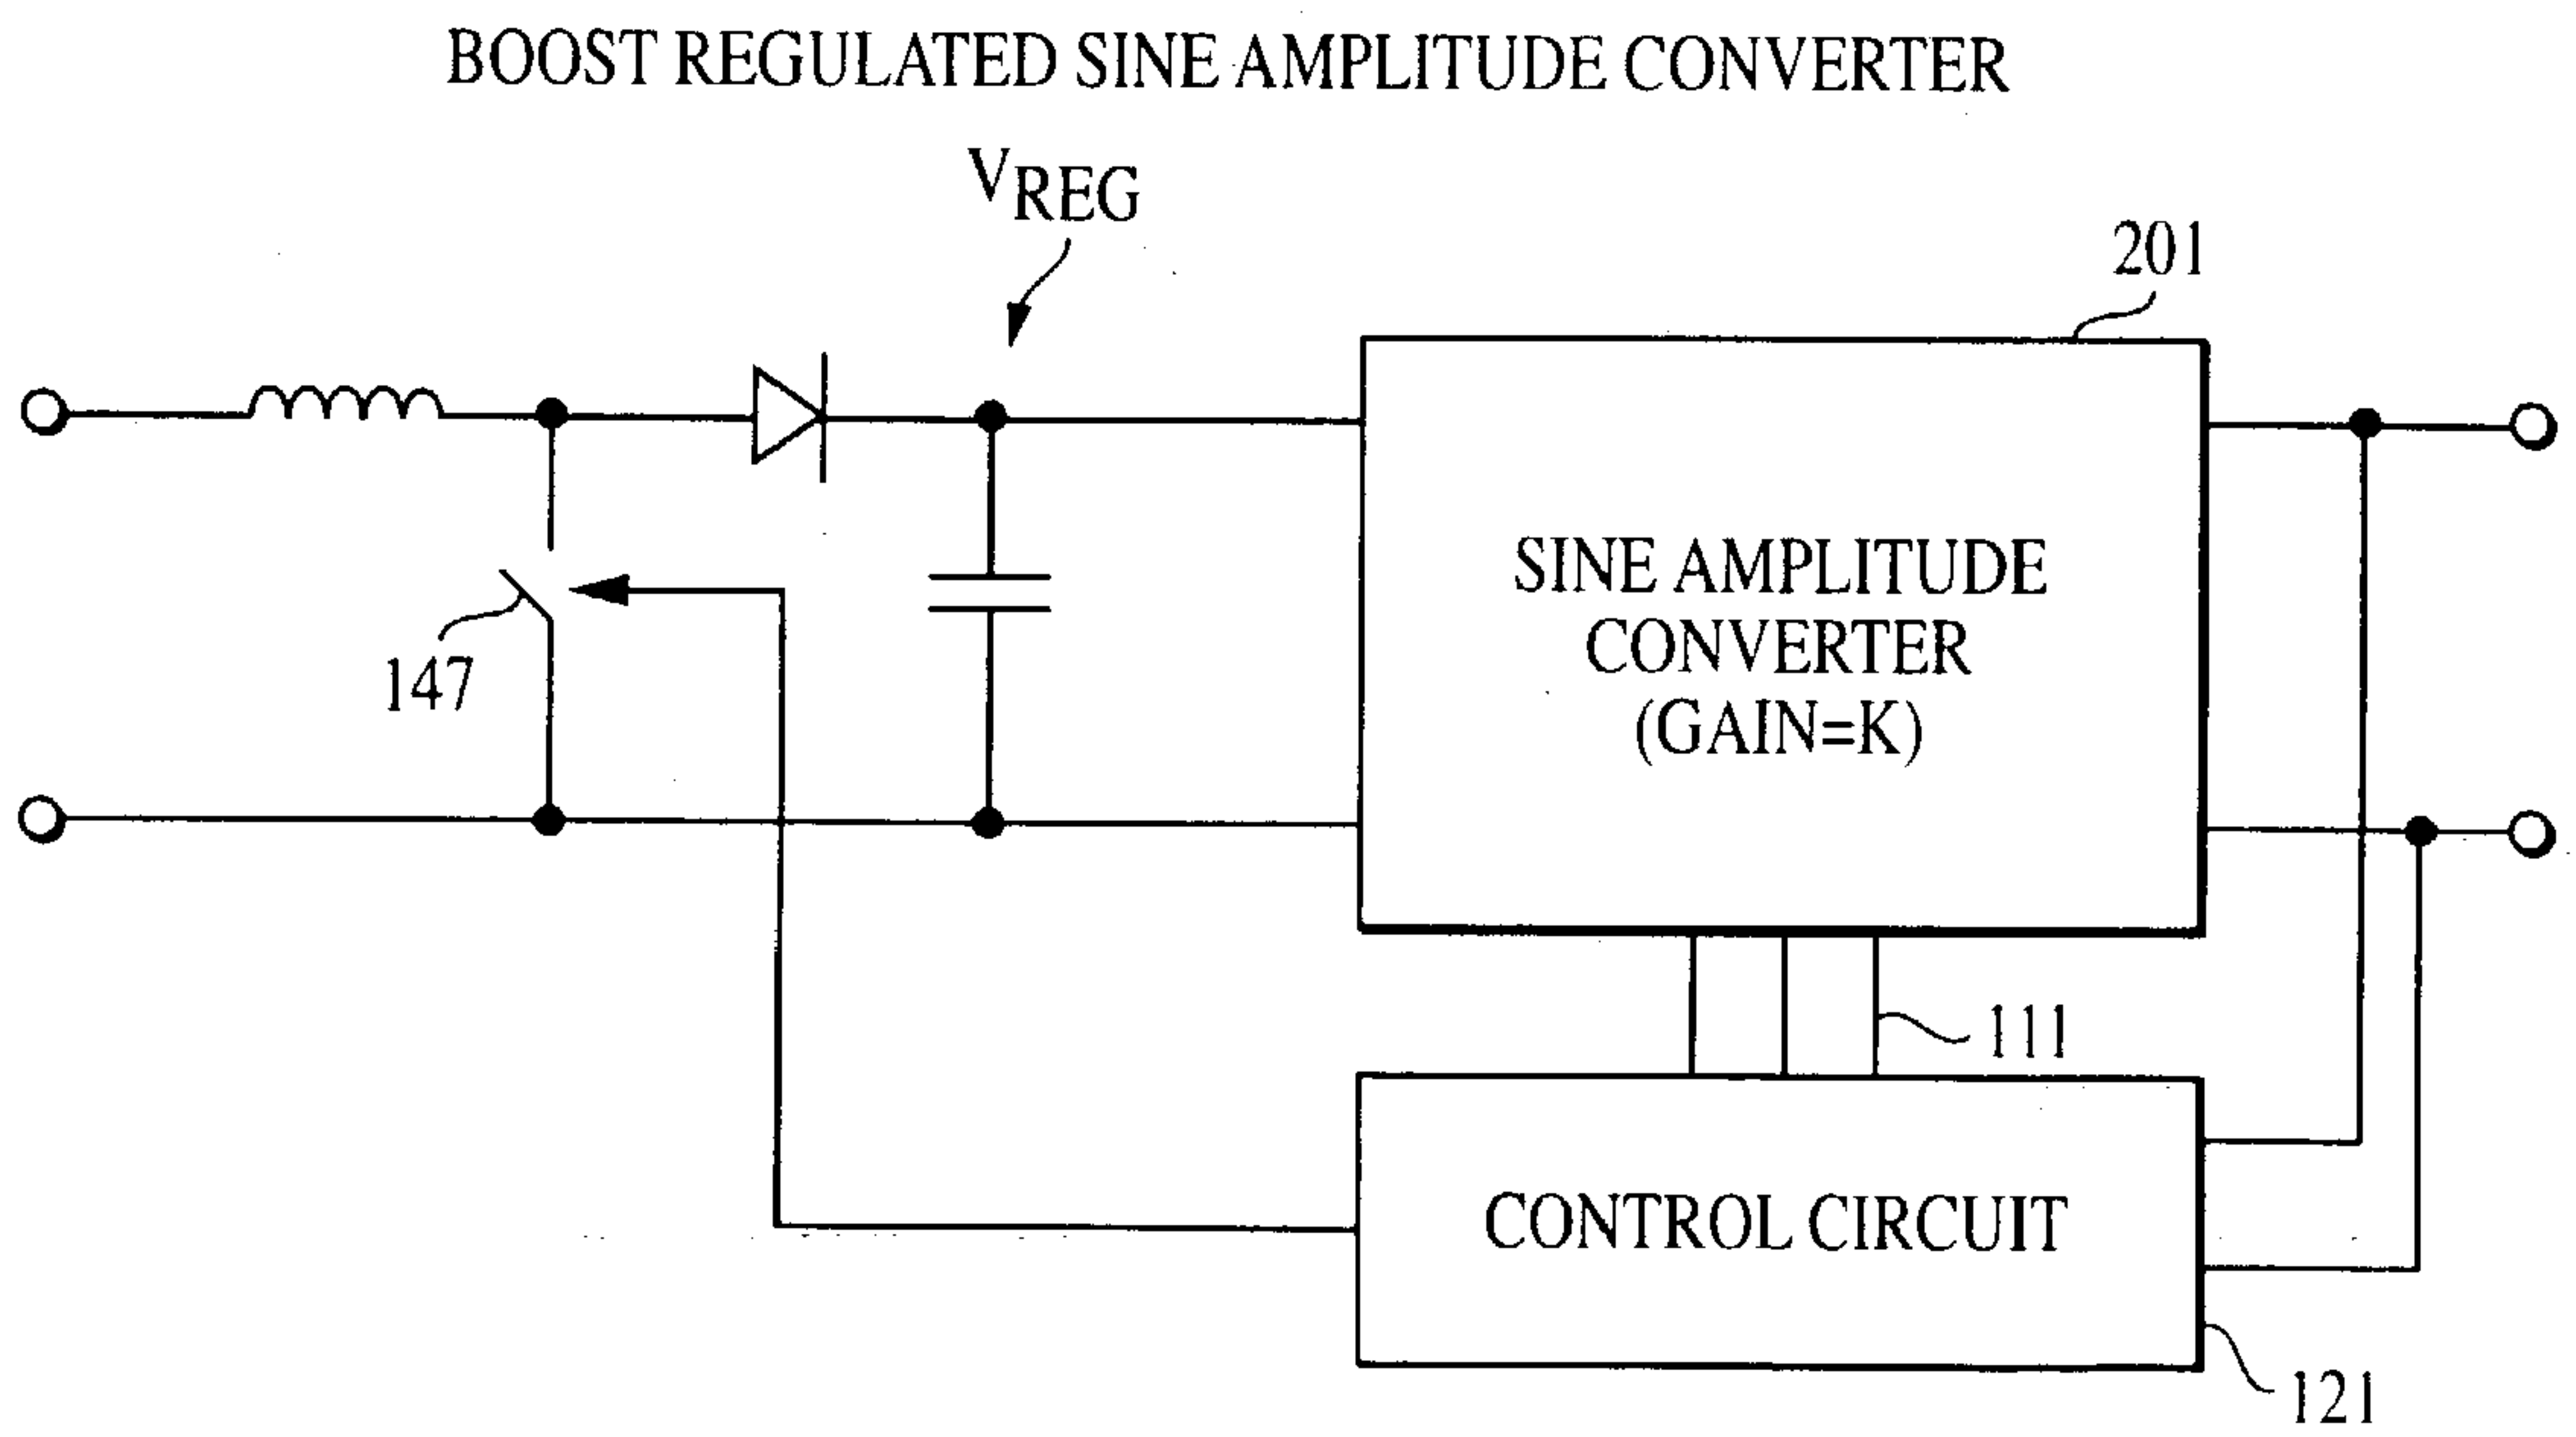 BOOST REGULATED SINE AMPLITUDE CONVERTER
VREG
201
147
SINE AMPLITUDE
CONVERTER
(GAIN=K)
111
CONTROL CIRCUIT
121